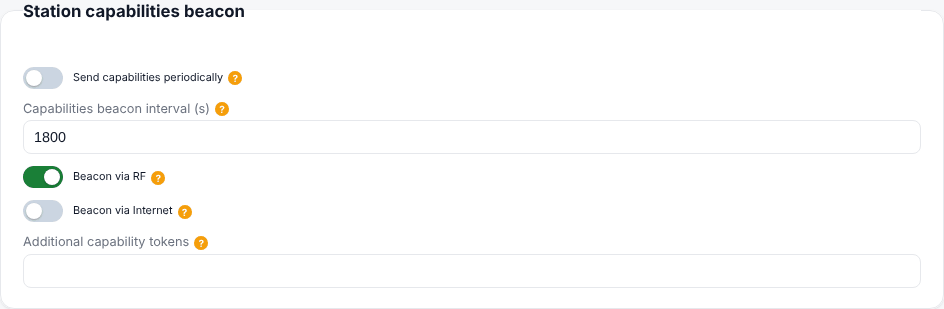 Station capabilities beacon
Send capabilities periodically ?
Capabilities beacon interval (s) ?
1800
Beacon via RF ?
Beacon via Internet ?
Additional capability tokens ?